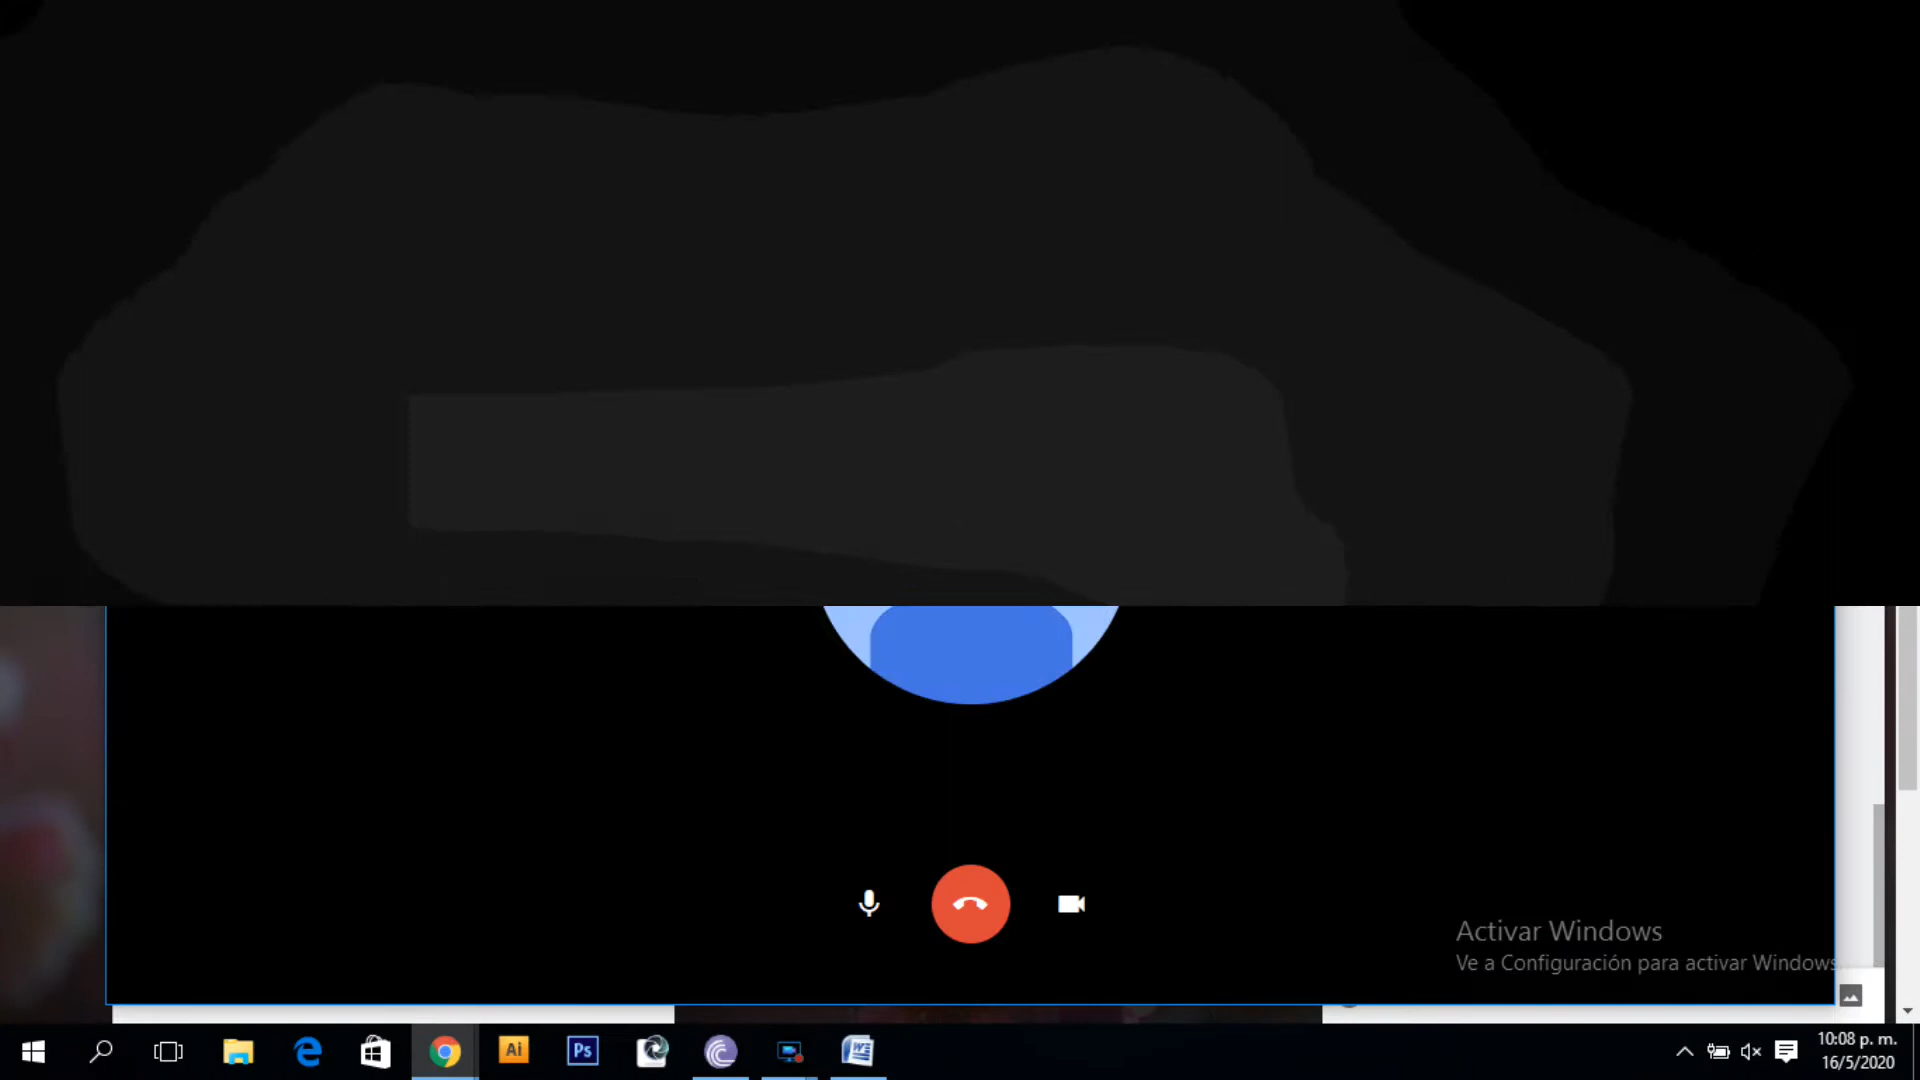 Activar Windows
Ve a Configuración para activar Windows.
Ai
Ps
W
10:08 p. m.
16/5/2020